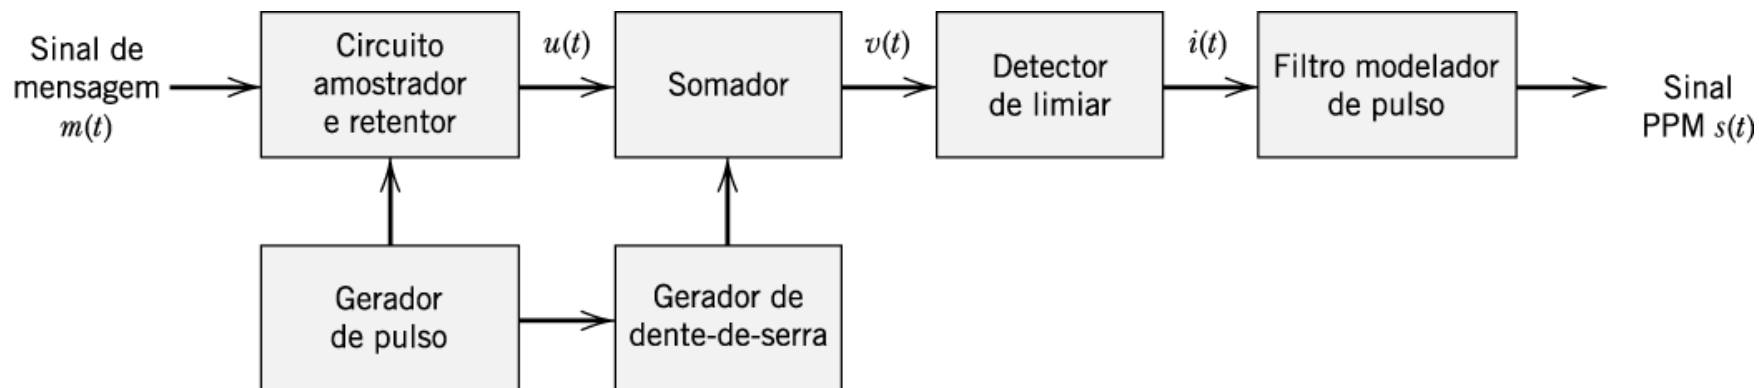 Sinal de
mensagem
m(t)
Circuito
amostrador
e retentor
u(t)
Somador
v(t)
Detector
de limiar
i(t)
Filtro modelador
de pulso
Sinal
PPM s(t)
Gerador
de pulso
Gerador de
dente-de-serra